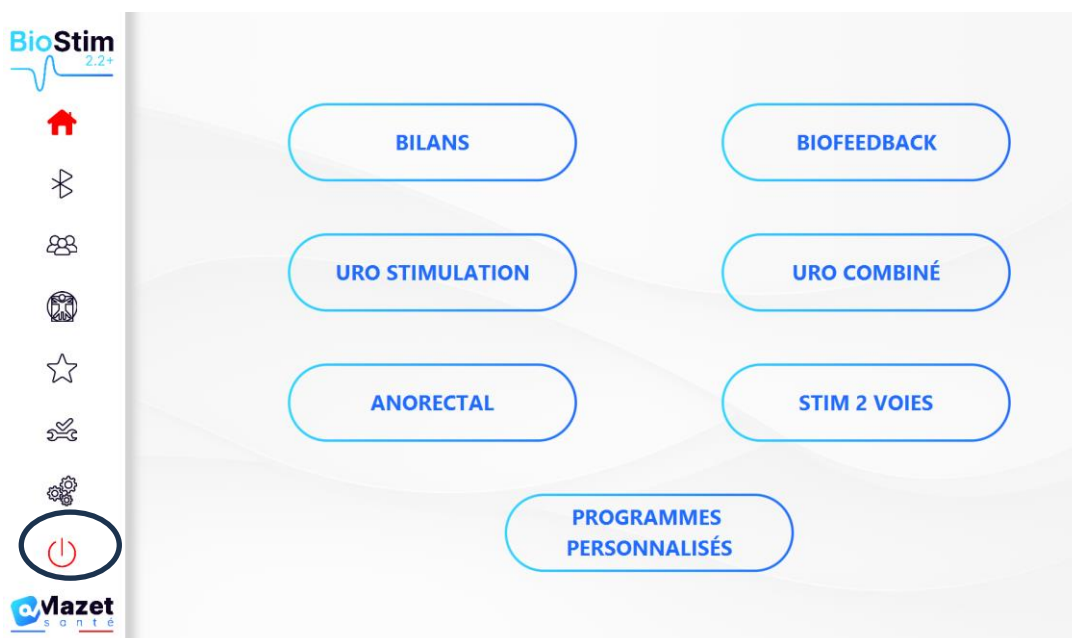 BioStim
2.2+
BILANS
BIOFEEDBACK
URO STIMULATION
URO COMBINÉ
ANORECTAL
STIM 2 VOIES
PROGRAMMES
PERSONNALISÉS
Mazet
santé